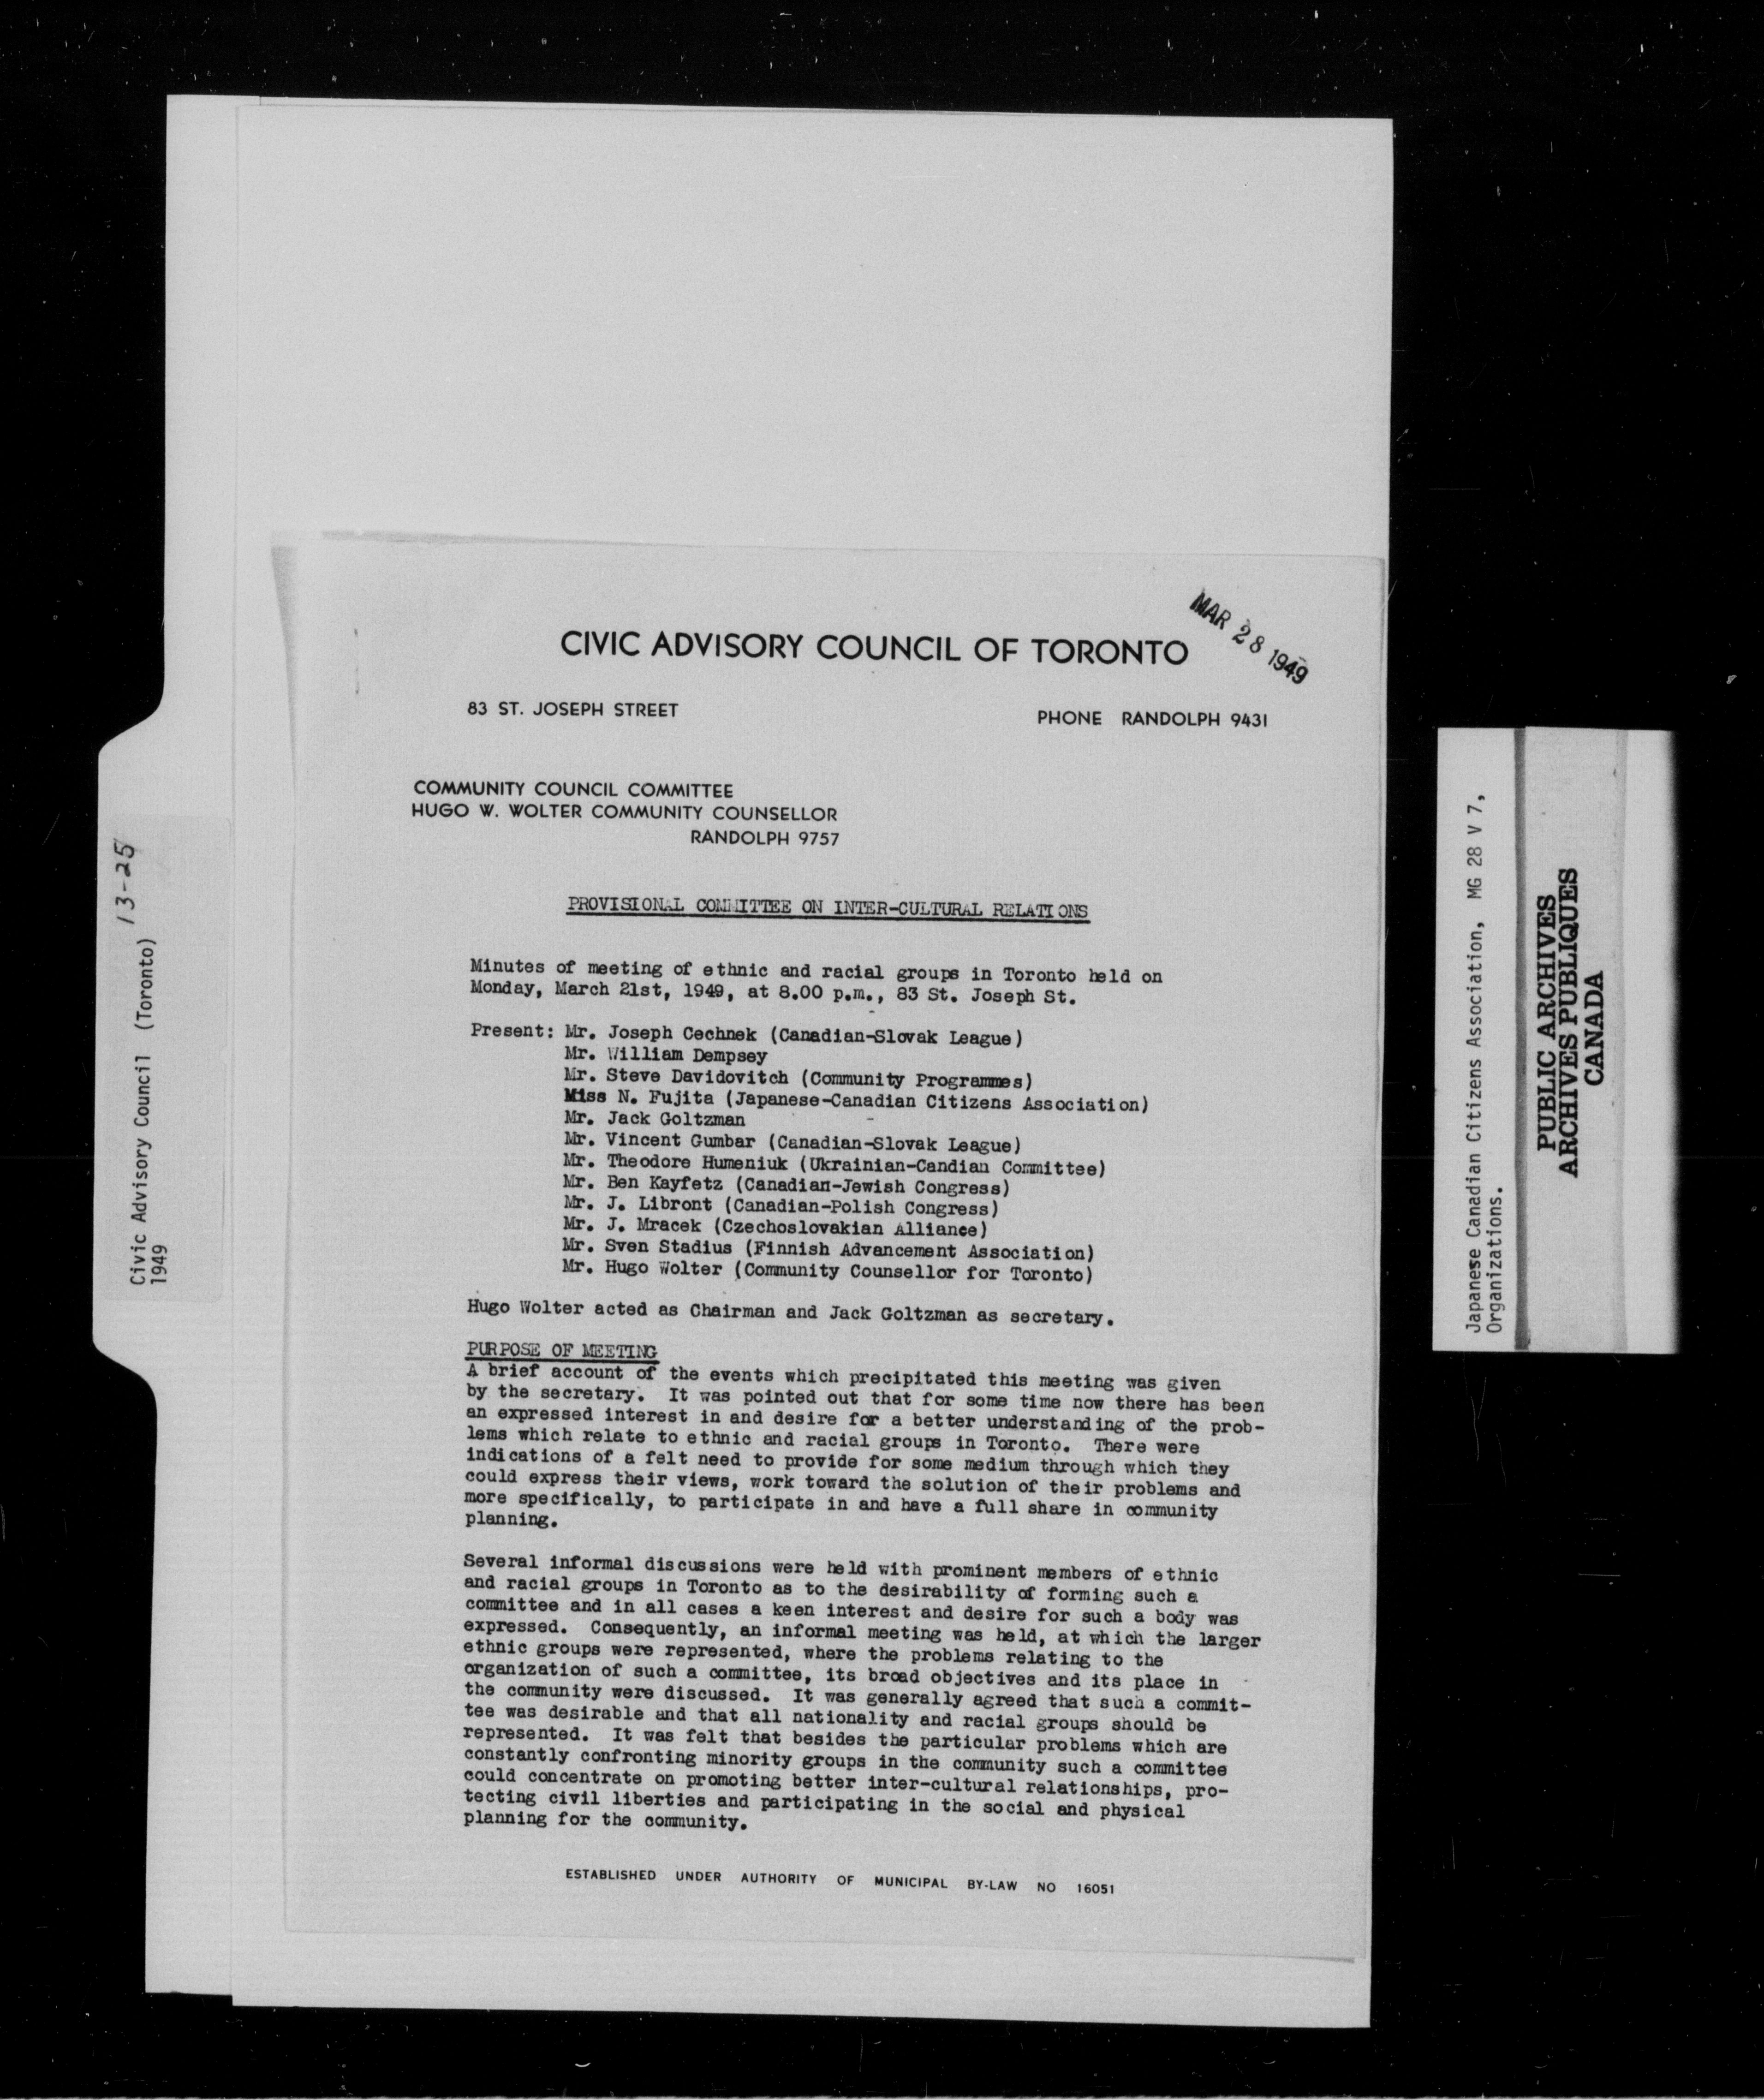 MAR 28 1949
CIVIC ADVISORY COUNCIL OF TORONTO
83 ST. JOSEPH STREET
PHONE RANDOLPH 9431
COMMUNITY COUNCIL COMMITTEE
HUGO W. WOLTER COMMUNITY COUNSELLOR
RANDOLPH 9757
PROVISIONAL COMMITTEE ON INTER-CULTURAL RELATIONS
Minutes of meeting of ethnic and racial groups in Toronto held on
Monday, March 21st, 1949, at 8.00 p.m., 83 St. Joseph St.
Present: Mr. Joseph Cechnek (Canadian-Slovak League)
Mr. William Dempsey
Mr. Steve Davidovitch (Community Programmes)
Miss N. Fujita (Japanese-Canadian Citizens Association)
Mr. Jack Goltzman
Mr. Vincent Gumbar (Canadian-Slovak League)
Mr. Theodore Humeniuk (Ukrainian-Candian Committee)
Mr. Ben Kayfetz (Canadian-Jewish Congress)
Mr. J. Libront (Canadian-Polish Congress)
Mr. J. Mracek (Czechoslovakian Alliance)
Mr. Sven Stadius (Finnish Advancement Association)
Mr. Hugo Wolter (Community Counsellor for Toronto)
Hugo Wolter acted as Chairman and Jack Goltzman as secretary.
PURPOSE OF MEETING
A brief account of the events which precipitated this meeting was given
by the secretary. It was pointed out that for some time now there has been
an expressed interest in and desire for a better understanding of the prob-
lems which relate to ethnic and racial groups in Toronto. There were
indications of a felt need to provide for some medium through which they
could express their views, work toward the solution of their problems and
more specifically, to participate in and have a full share in community
planning.
Several informal discussions were held with prominent members of ethnic
and racial groups in Toronto as to the desirability of forming such a
committee and in all cases a keen interest and desire for such a body was
expressed. Consequently, an informal meeting was held, at which the larger
ethnic groups were represented, where the problems relating to the
organization of such a committee, its broad objectives and its place in
the community were discussed. It was generally agreed that such a commit-
tee was desirable and that all nationality and racial groups should be
represented. It was felt that besides the particular problems which are
constantly confronting minority groups in the community such a committee
could concentrate on promoting better inter-cultural relationships, pro-
tecting civil liberties and participating in the social and physical
planning for the community.
ESTABLISHED UNDER AUTHORITY OF MUNICIPAL BY-LAW NO 16051
Civic Advisory Council (Toronto) 13-25
1949
Japanese Canadian Citizens Association, MG 28 V 7,
Organizations.
PUBLIC ARCHIVES
ARCHIVES PUBLIQUES
CANADA